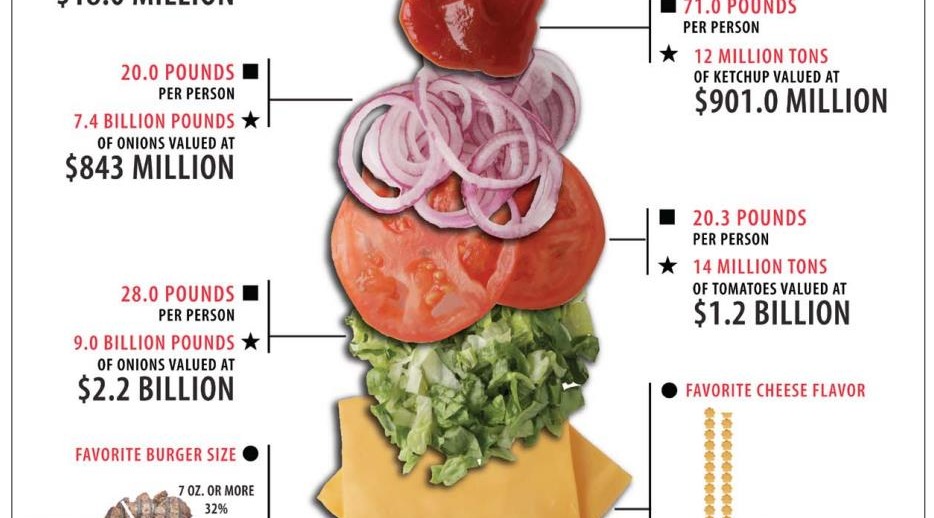 $18.0 MILLION
71.0 POUNDS
PER PERSON
12 MILLION TONS
OF KETCHUP VALUED AT
$901.0 MILLION
20.0 POUNDS
PER PERSON
7.4 BILLION POUNDS
OF ONIONS VALUED AT
$843 MILLION
20.3 POUNDS
PER PERSON
14 MILLION TONS
OF TOMATOES VALUED AT
$1.2 BILLION
28.0 POUNDS
PER PERSON
9.0 BILLION POUNDS
OF ONIONS VALUED AT
$2.2 BILLION
FAVORITE CHEESE FLAVOR
FAVORITE BURGER SIZE
7 OZ. OR MORE
32%